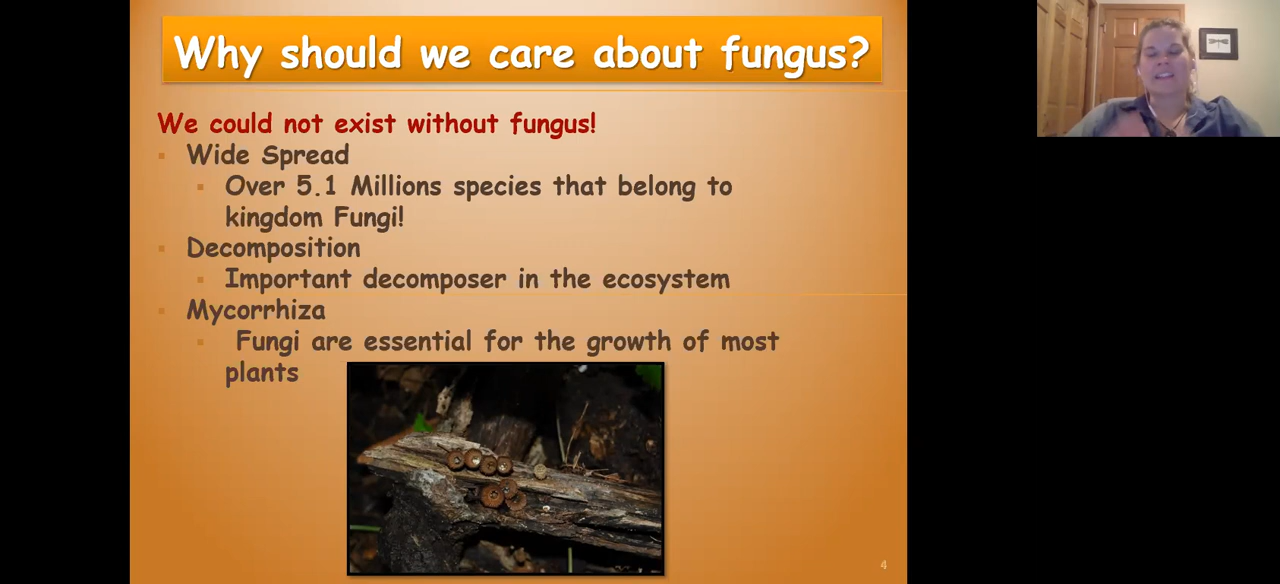 Why should we care about fungus?
We could not exist without fungus!
Wide Spread
Over 5.1 Millions species that belong to
kingdom Fungi!
Decomposition
Important decomposer in the ecosystem
Mycorrhiza
Fungi are essential for the growth of most
plants
4